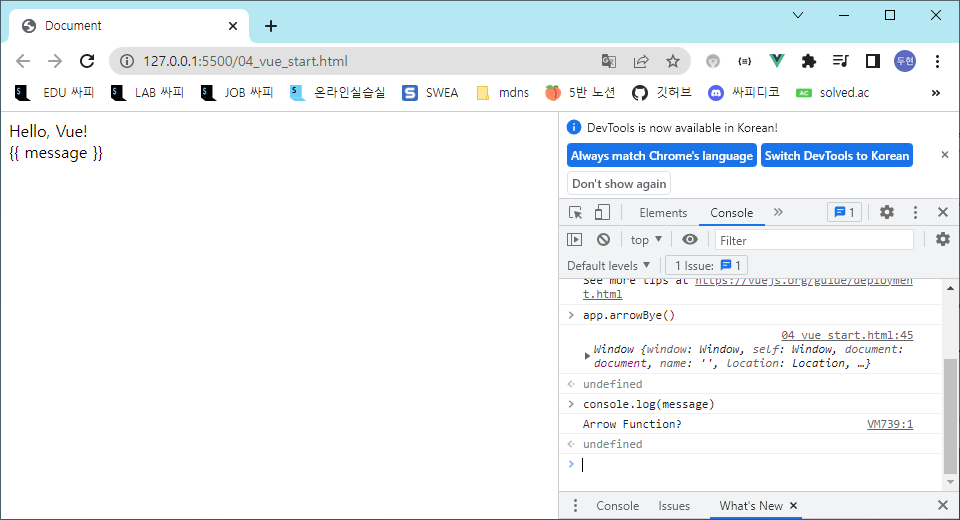 Document
127.0.0.1:5500/04_vue_start.html
두현
EDU 싸피
LAB 싸피
JOB 싸피
온라인실습실
SWEA
mdns
5반 노션
깃허브
싸피디코
solved.ac
Hello, Vue!
{{ message }}
DevTools is now available in Korean!
Always match Chrome's language
Switch DevTools to Korean
Don't show again
Elements
Console
1
top
Filter
Default levels
1 Issue:
1
See more tips at https://vuejs.org/guide/deploymen
t.html
app.arrowBye()
04 vue start.html:45
Window {window: Window, self: Window, document:
document, name: '', location: Location, …}
undefined
console.log(message)
Arrow Function?
VM739:1
undefined
Console
Issues
What's New